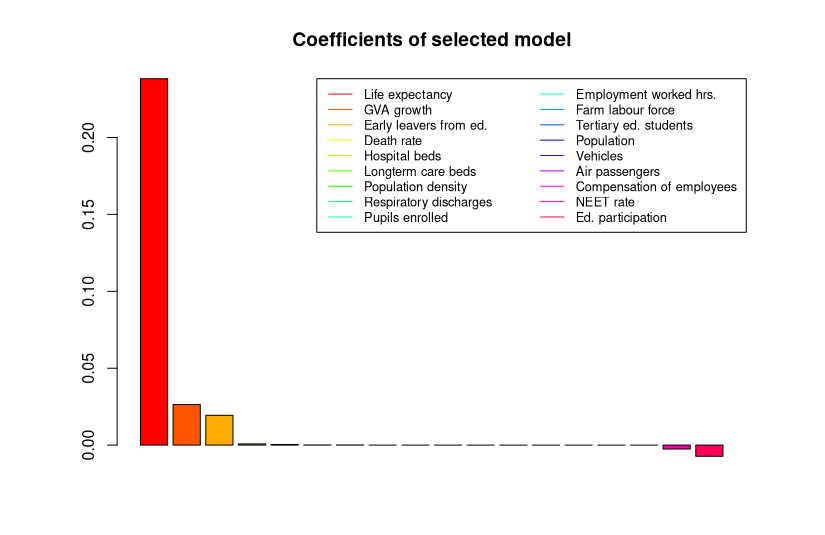 Coefficients of selected model
Life expectancy
GVA growth
Early leavers from ed.
Death rate
Hospital beds
Longterm care beds
Population density
Respiratory discharges
Pupils enrolled
Employment worked hrs.
Farm labour force
Tertiary ed. students
Population
Vehicles
Air passengers
Compensation of employees
NEET rate
Ed. participation
0.20
0.15
0.10
0.05
0.00